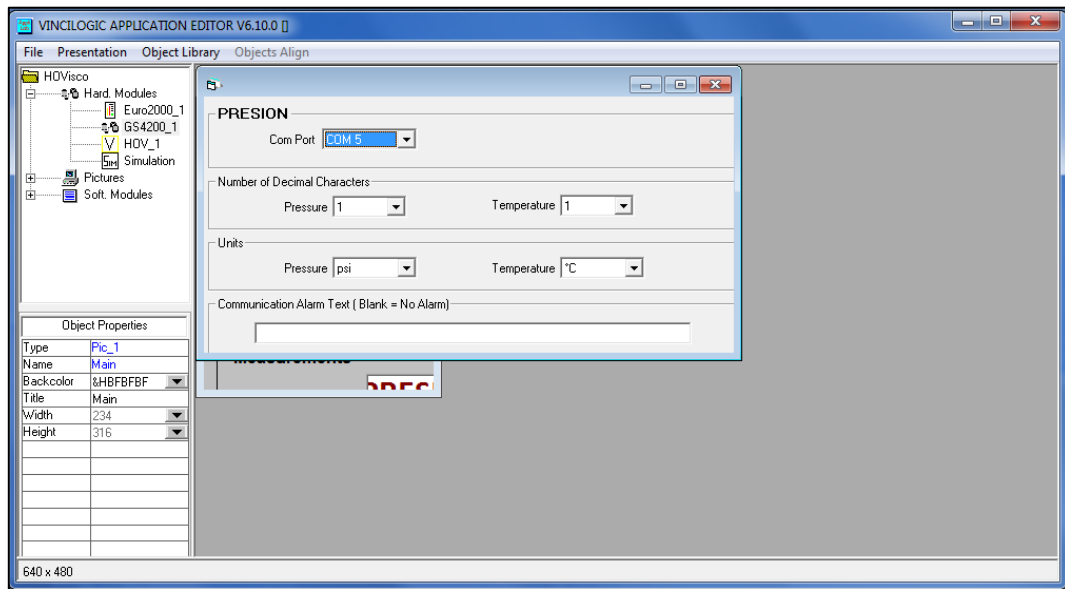 VINCILOGIC APPLICATION EDITOR V6.10.0 []
File Presentation Object Library Objects Align
HOVisco
Hard. Modules
Euro2000_1
GS4200_1
HOV_1
Simulation
Pictures
Soft. Modules
PRESION
Com Port COM 5
Number of Decimal Characters
Pressure 1 Temperature 1
Units
Pressure psi Temperature °C
Communication Alarm Text ( Blank = No Alarm)
Object Properties
Type Pic_1
Name Main
Backcolor &HBFBFBF
Title Main
Width 234
Height 316
640 x 480